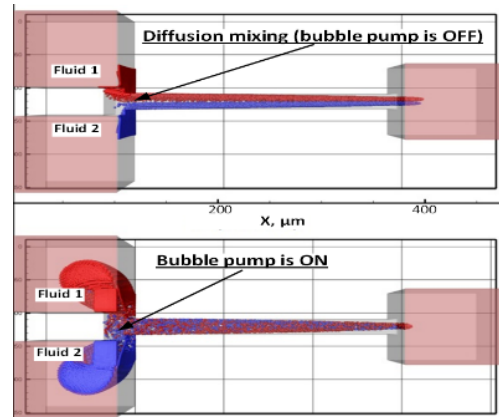 Diffusion mixing (bubble pump is OFF)
Fluid 1
Fluid 2
200
400
X, μm
Bubble pump is ON
Fluid 1
Fluid 2